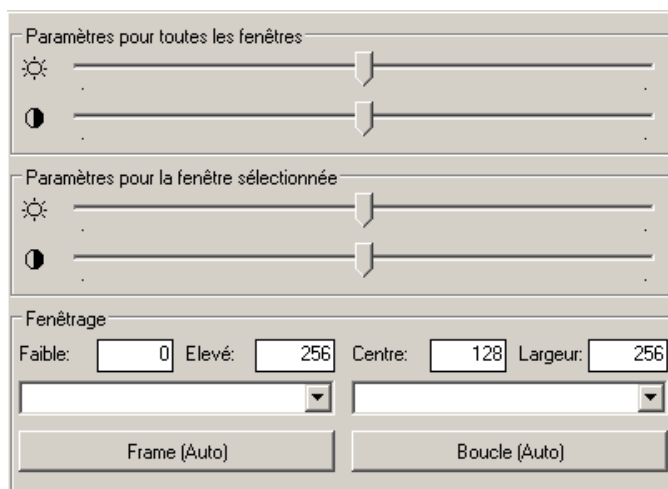 Paramètres pour toutes les fenêtres
Paramètres pour la fenêtre sélectionnée
Fenêtrage
Faible: 0 Elevé: 256 Centre: 128 Largeur: 256
Frame (Auto) Boucle (Auto)